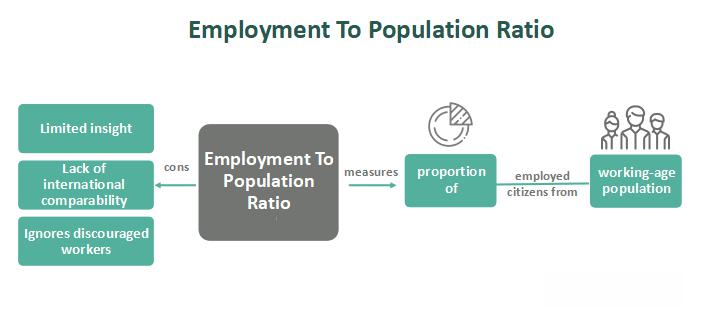 Employment To Population Ratio
Limited insight
Lack of
international
comparability
Ignores discouraged
workers
cons
Employment To
Population
Ratio
measures
proportion
of
employed
citizens from
working-age
population